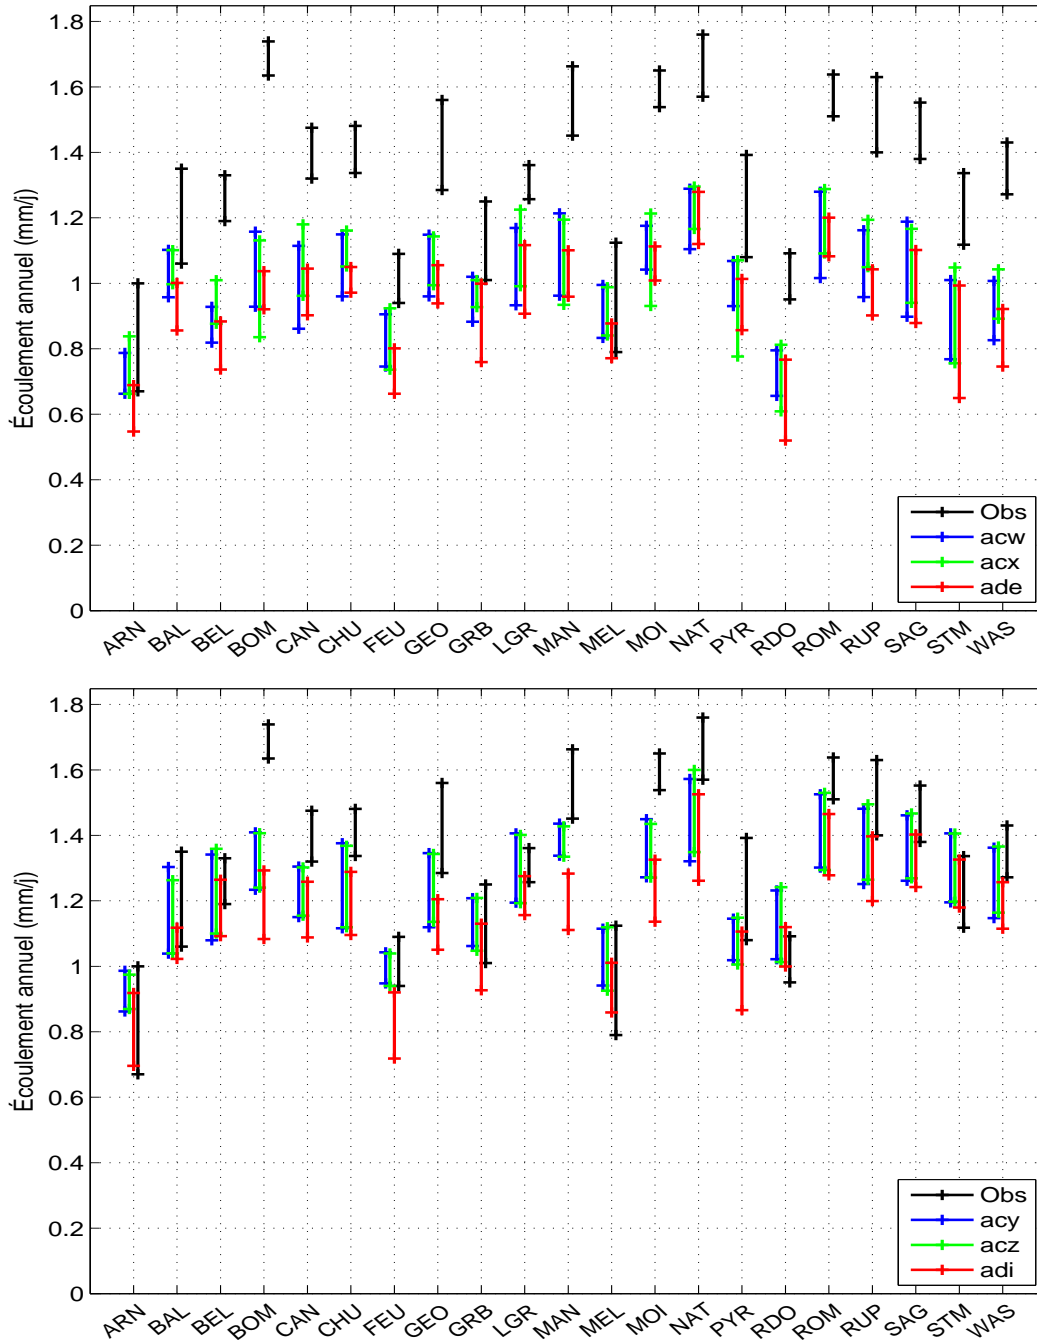 1.8
1.6
1.4
1.2
1
0.8
0.6
0.4
0.2
0
Écoulement annuel (mm/j)
Obs
acw
acx
ade
ARN BAL BEL BOM CAN CHU FEU GEO GRB LGR MAN MEL MOI NAT PYR RDO ROM RUP SAG STM WAS
1.8
1.6
1.4
1.2
1
0.8
0.6
0.4
0.2
0
Écoulement annuel (mm/j)
Obs
acy
acz
adi
ARN BAL BEL BOM CAN CHU FEU GEO GRB LGR MAN MEL MOI NAT PYR RDO ROM RUP SAG STM WAS